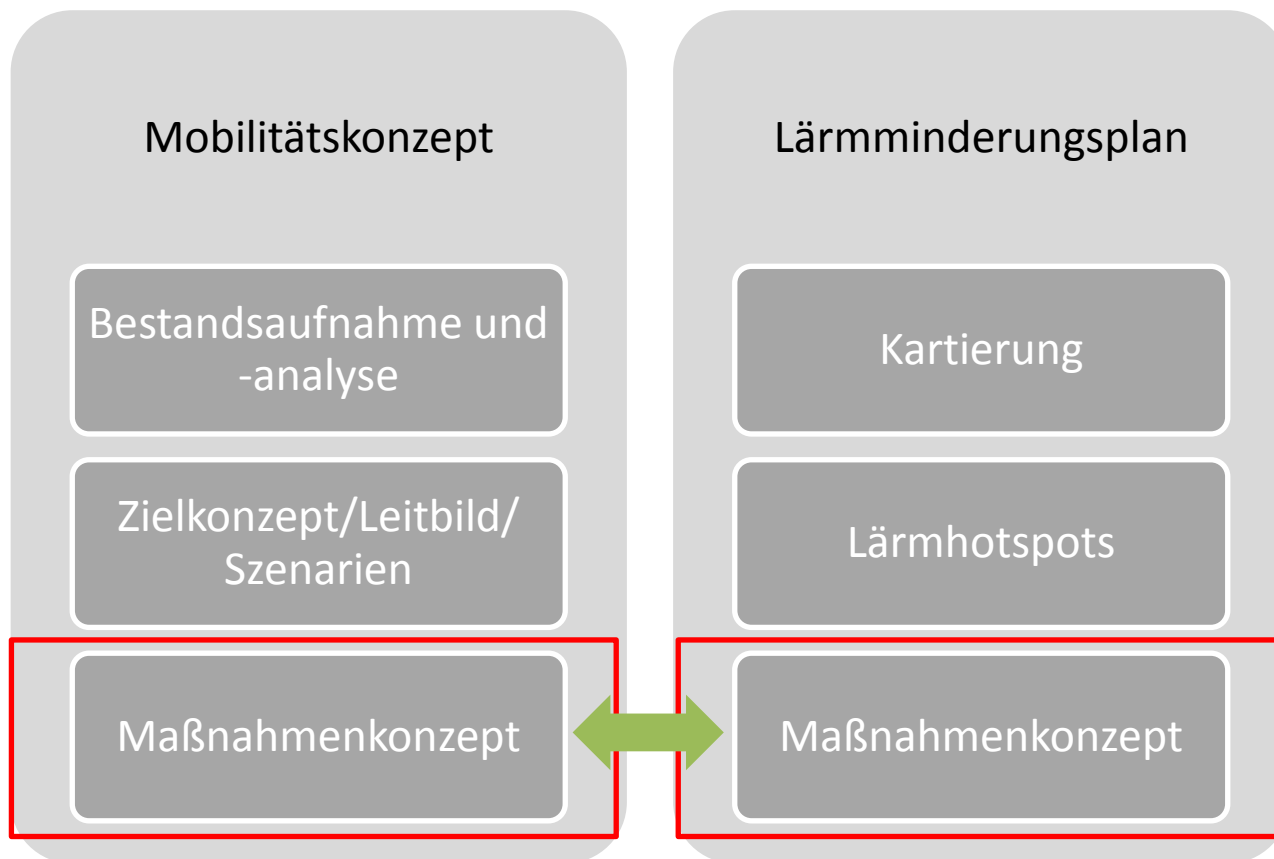 Mobilitätskonzept
Bestandsaufnahme und
-analyse
Zielkonzept/Leitbild/
Szenarien
Maßnahmenkonzept
Lärmminderungsplan
Kartierung
Lärmhotspots
Maßnahmenkonzept